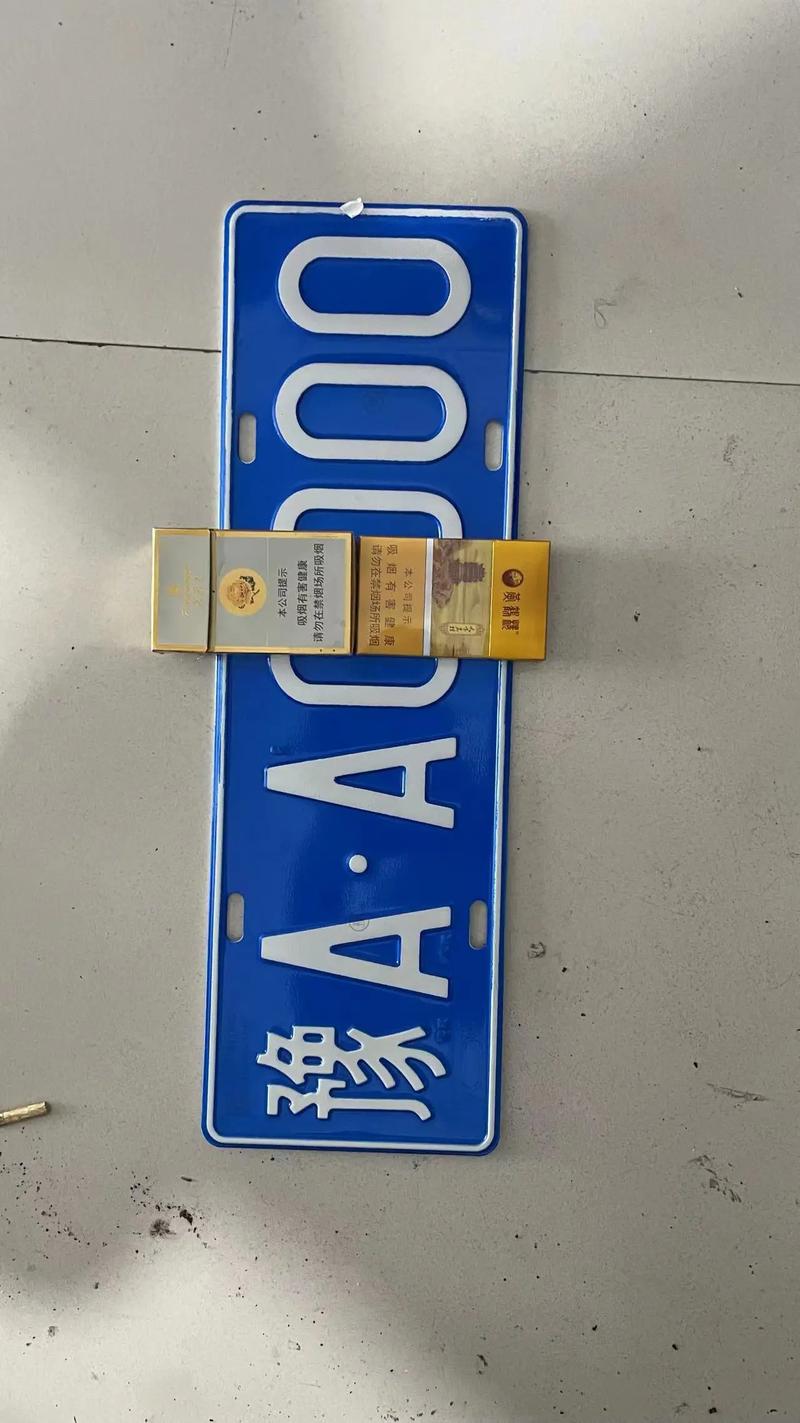 豫A·A0000
本公司提示
吸烟有害健康
请勿在禁烟场所吸烟
黄鹤楼
本公司提示
吸烟有害健康
请勿在禁烟场所吸烟